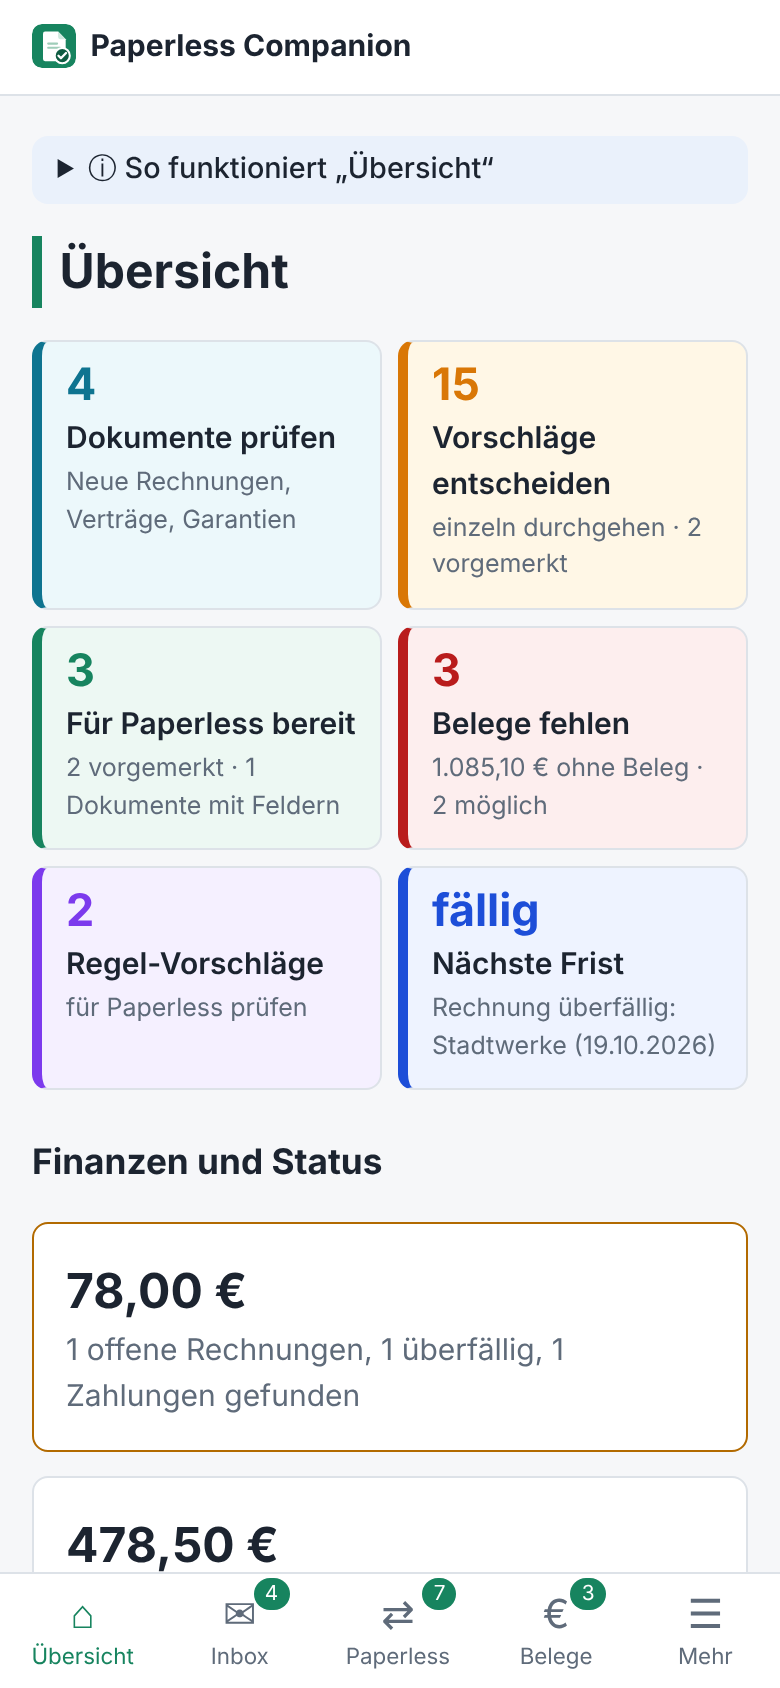 Paperless Companion
▶ ⓘ So funktioniert „Übersicht“
Übersicht
4
Dokumente prüfen
Neue Rechnungen,
Verträge, Garantien
15
Vorschläge
entscheiden
einzeln durchgehen · 2
vorgemerkt
3
Für Paperless bereit
2 vorgemerkt · 1
Dokumente mit Feldern
3
Belege fehlen
1.085,10 € ohne Beleg ·
2 möglich
2
Regel-Vorschläge
für Paperless prüfen
fällig
Nächste Frist
Rechnung überfällig:
Stadtwerke (19.10.2026)
Finanzen und Status
78,00 €
1 offene Rechnungen, 1 überfällig, 1
Zahlungen gefunden
478,50 €
4
7
€ 3
Übersicht
Inbox
Paperless
Belege
Mehr